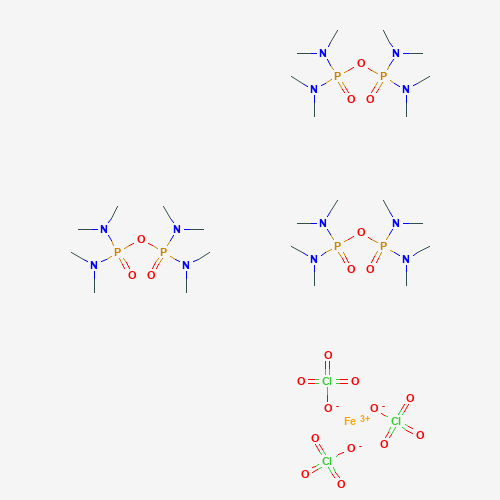 N O N
N P P N
O O
N O N N O N
N P P N N P P N
O O O O
O
O Cl O
O - O - O
Fe 3+ Cl O
O O - O
Cl
O O